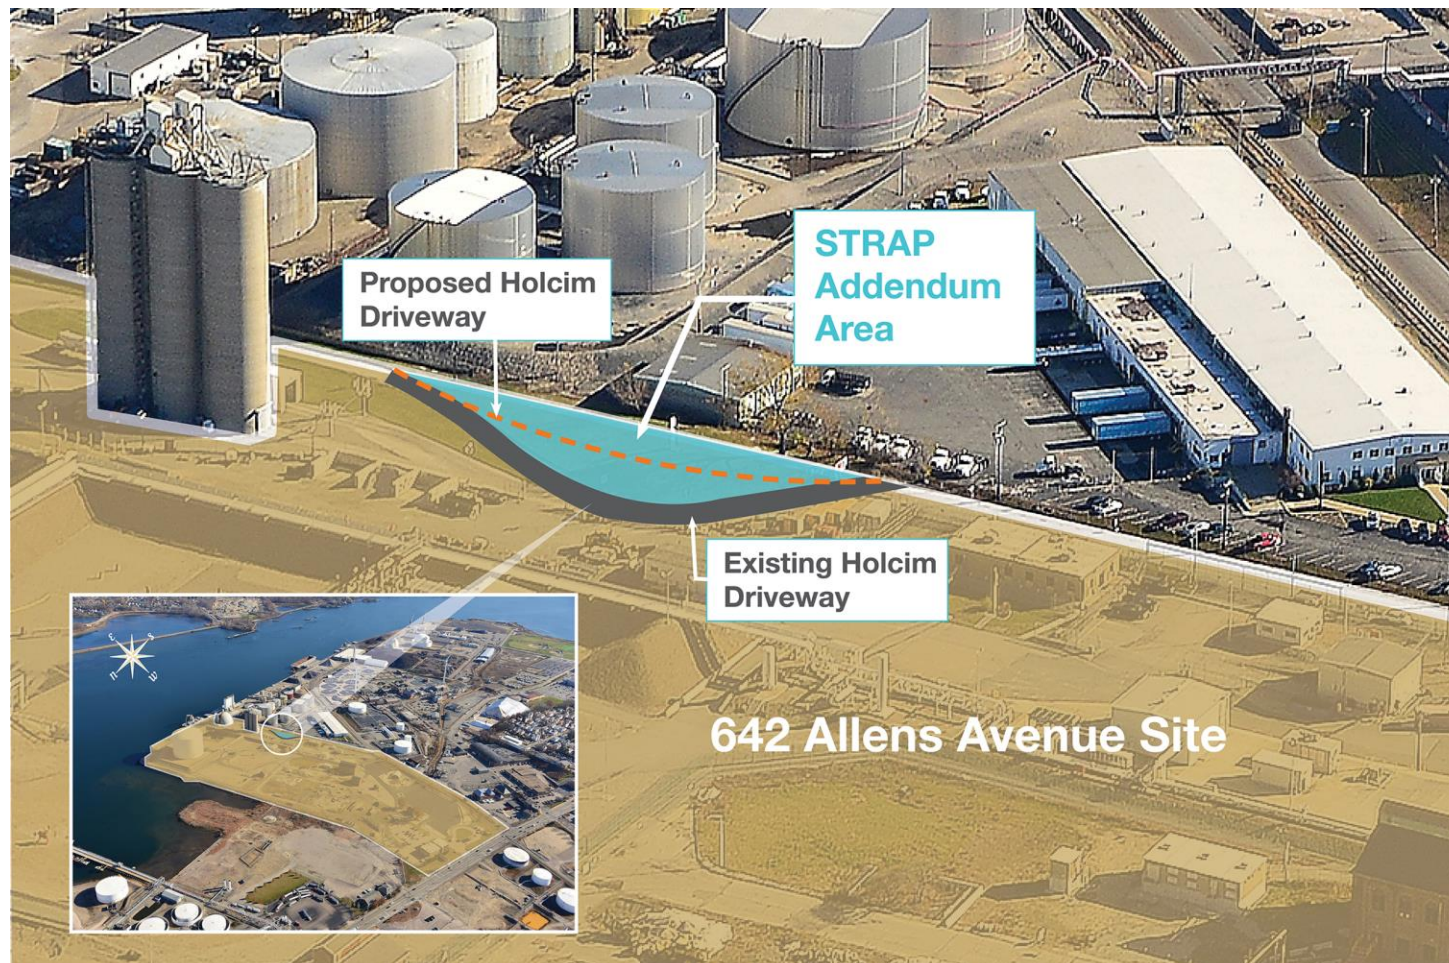 Proposed Holcim
Driveway
STRAP
Addendum
Area
Existing Holcim
Driveway
642 Allens Avenue Site
E
S
n
w